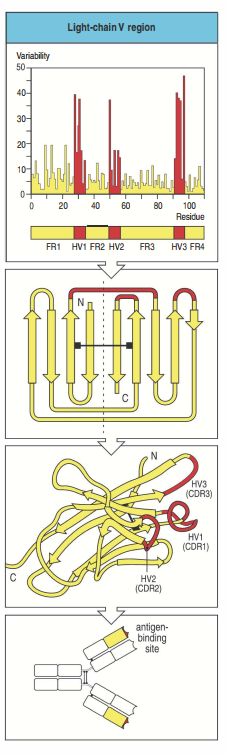 Light-chain V region
Variability
50
40
30
20
10
0
0 20 40 60 80 100
Residue
FR1 HV1 FR2 HV2 FR3 HV3 FR4
N
C
N
HV3
(CDR3)
HV1
(CDR1)
HV2
(CDR2)
C
antigen-
binding
site